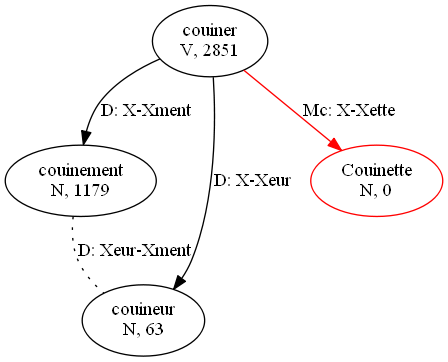 couiner
V, 2851
D: X-Xment
Mc: X-Xette
couinement
N, 1179
D: X-Xeur
Couinette
N, 0
D: Xeur-Xment
couineur
N, 63